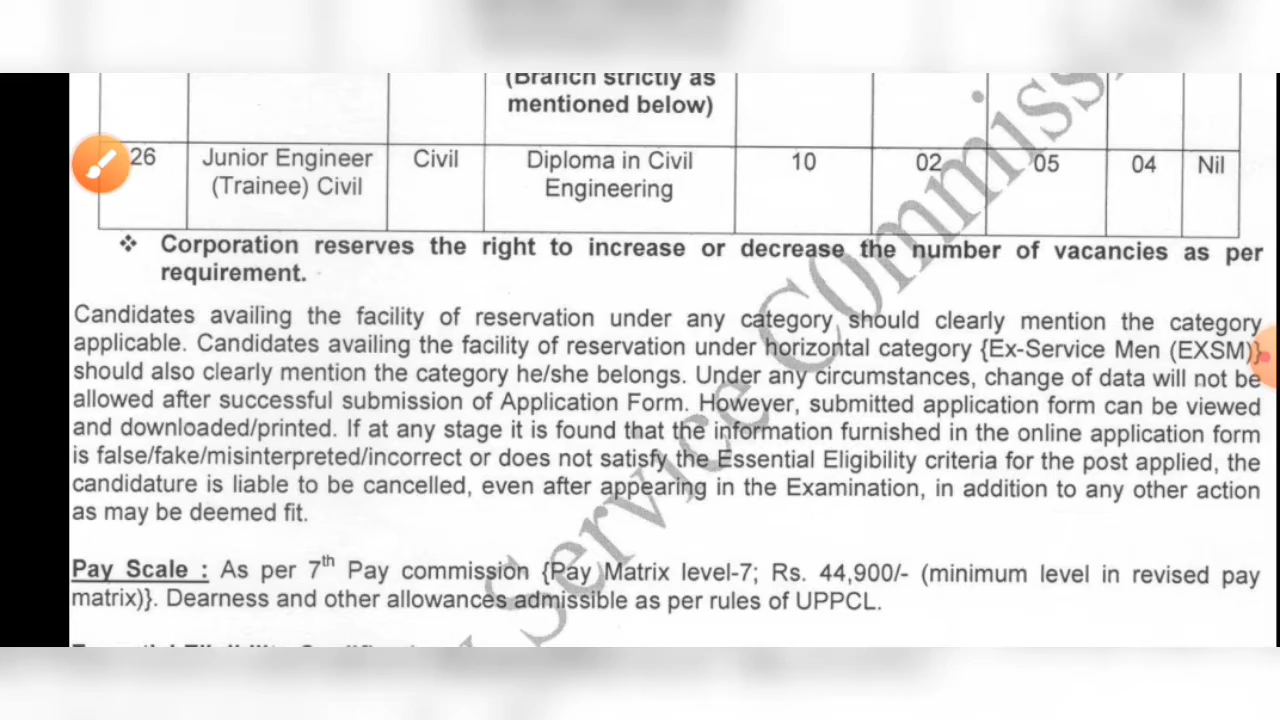 (Branch strictly as
mentioned below)
26 Junior Engineer (Trainee) Civil Civil Diploma in Civil Engineering 10 02 05 04 Nil
❖ Corporation reserves the right to increase or decrease the number of vacancies as per
requirement.
Candidates availing the facility of reservation under any category should clearly mention the category
applicable. Candidates availing the facility of reservation under horizontal category {Ex-Service Men (EXSM)}
should also clearly mention the category he/she belongs. Under any circumstances, change of data will not be
allowed after successful submission of Application Form. However, submitted application form can be viewed
and downloaded/printed. If at any stage it is found that the information furnished in the online application form
is false/fake/misinterpreted/incorrect or does not satisfy the Essential Eligibility criteria for the post applied, the
candidature is liable to be cancelled, even after appearing in the Examination, in addition to any other action
as may be deemed fit.
Pay Scale : As per 7th Pay commission {Pay Matrix level-7; Rs. 44,900/- (minimum level in revised pay
matrix)}. Dearness and other allowances admissible as per rules of UPPCL.
Service COmmiss